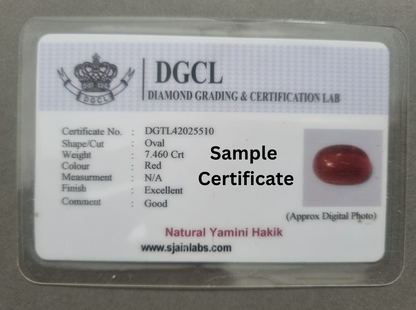 DGCL
DGCL
DIAMOND GRADING & CERTIFICATION LAB
Certificate No. : DGTL42025510
Shape/Cut : Oval
Weight : 7.460 Crt
Colour : Red
Measurment : N/A
Finish : Excellent
Comment : Good
Sample
Certificate
(Approx Digital Photo)
Natural Yamini Hakik
www.sjainlabs.com